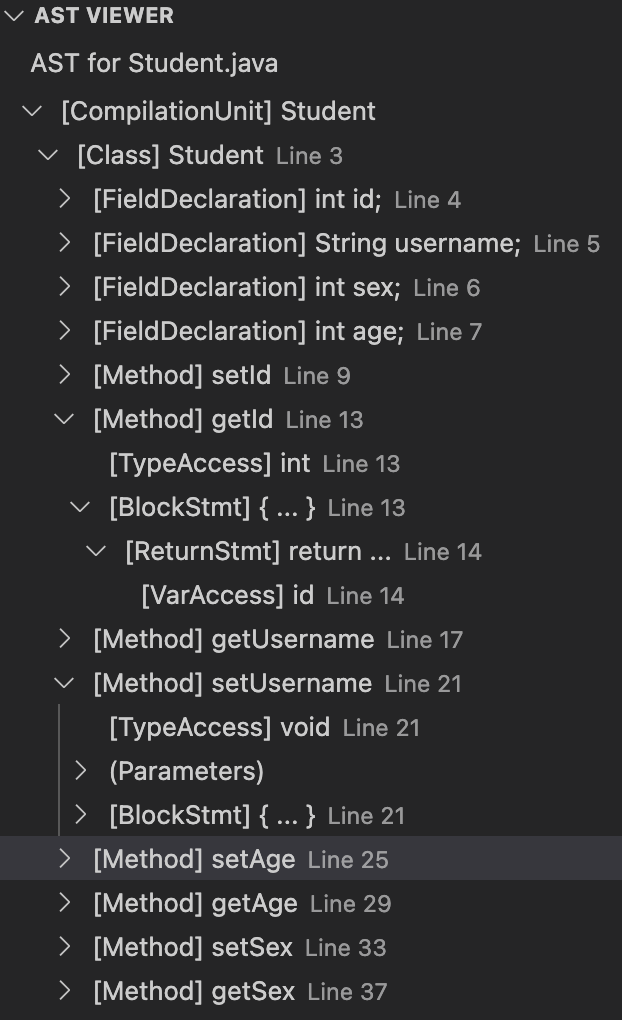 AST VIEWER
AST for Student.java
[CompilationUnit] Student
[Class] Student Line 3
[FieldDeclaration] int id; Line 4
[FieldDeclaration] String username; Line 5
[FieldDeclaration] int sex; Line 6
[FieldDeclaration] int age; Line 7
[Method] setId Line 9
[Method] getId Line 13
[TypeAccess] int Line 13
[BlockStmt] { ... } Line 13
[ReturnStmt] return ... Line 14
[VarAccess] id Line 14
[Method] getUsername Line 17
[Method] setUsername Line 21
[TypeAccess] void Line 21
(Parameters)
[BlockStmt] { ... } Line 21
[Method] setAge Line 25
[Method] getAge Line 29
[Method] setSex Line 33
[Method] getSex Line 37